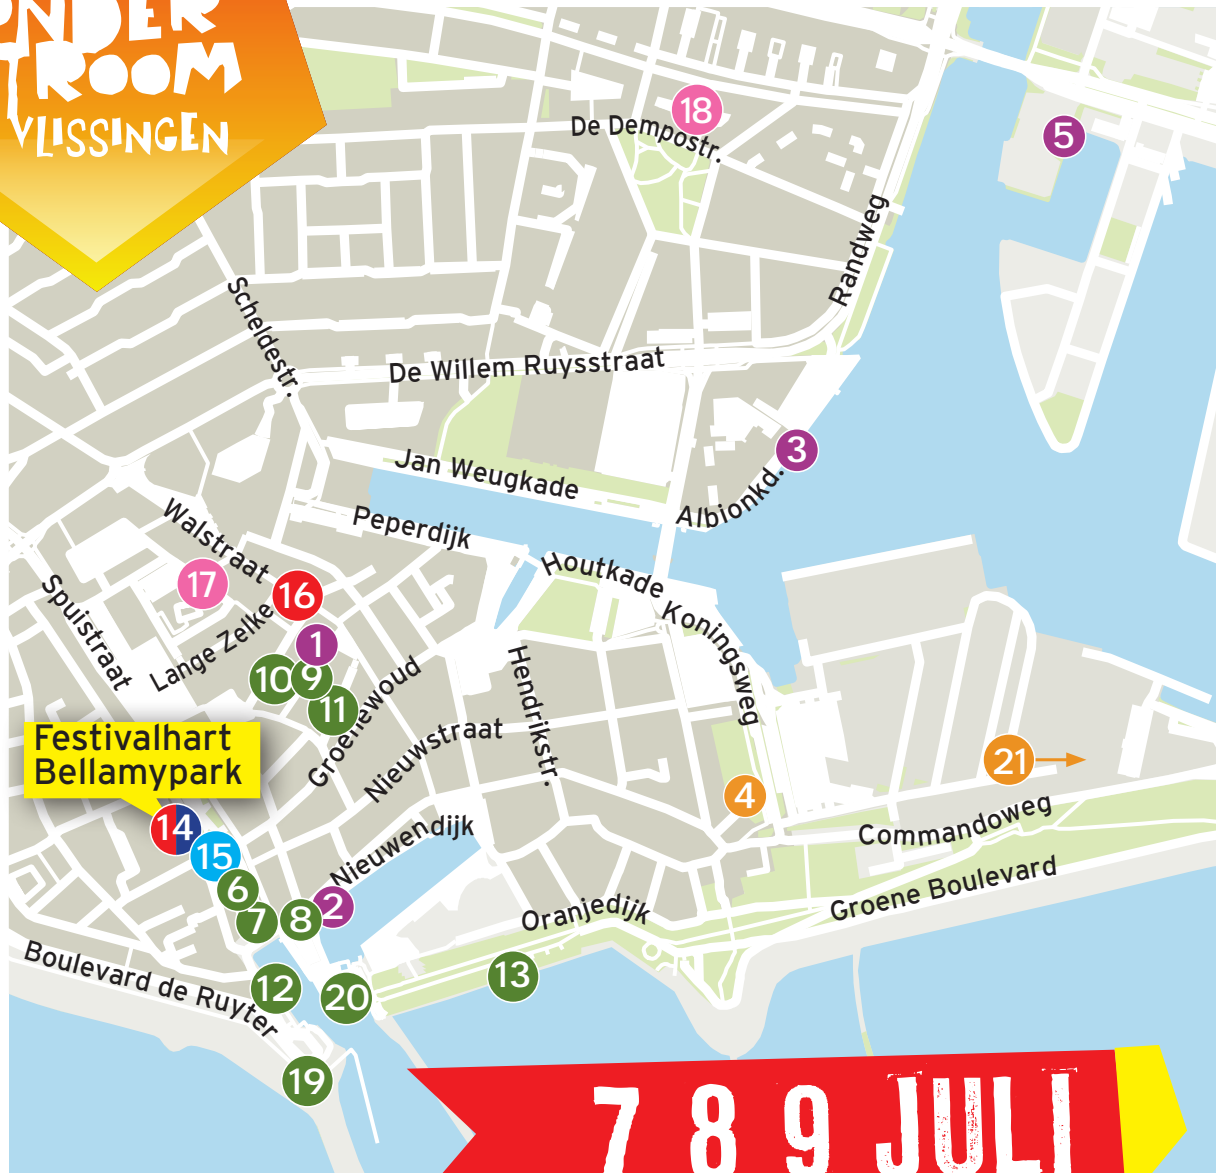 NDER
TROOM
VLISSINGEN
18
De Dempostr.
5
Randweg
Scheldestr.
De Willem Ruysstraat
3
Jan Weugkade
Albionkd.
Peperdijk
Walstraat
Houtkade
17
16
Spuistraat
Lange Zelke
Koningsweg
1
10
9
11
Groenewoud
Hendrikstr.
Nieuwstraat
Festivalhart
Bellamypark
21
4
14
15
Commandoweg
Nieuwendijk
6
7
8
2
Groene Boulevard
Oranjedijk
Boulevard de Ruyter
12
20
13
19
7 8 9 JULI